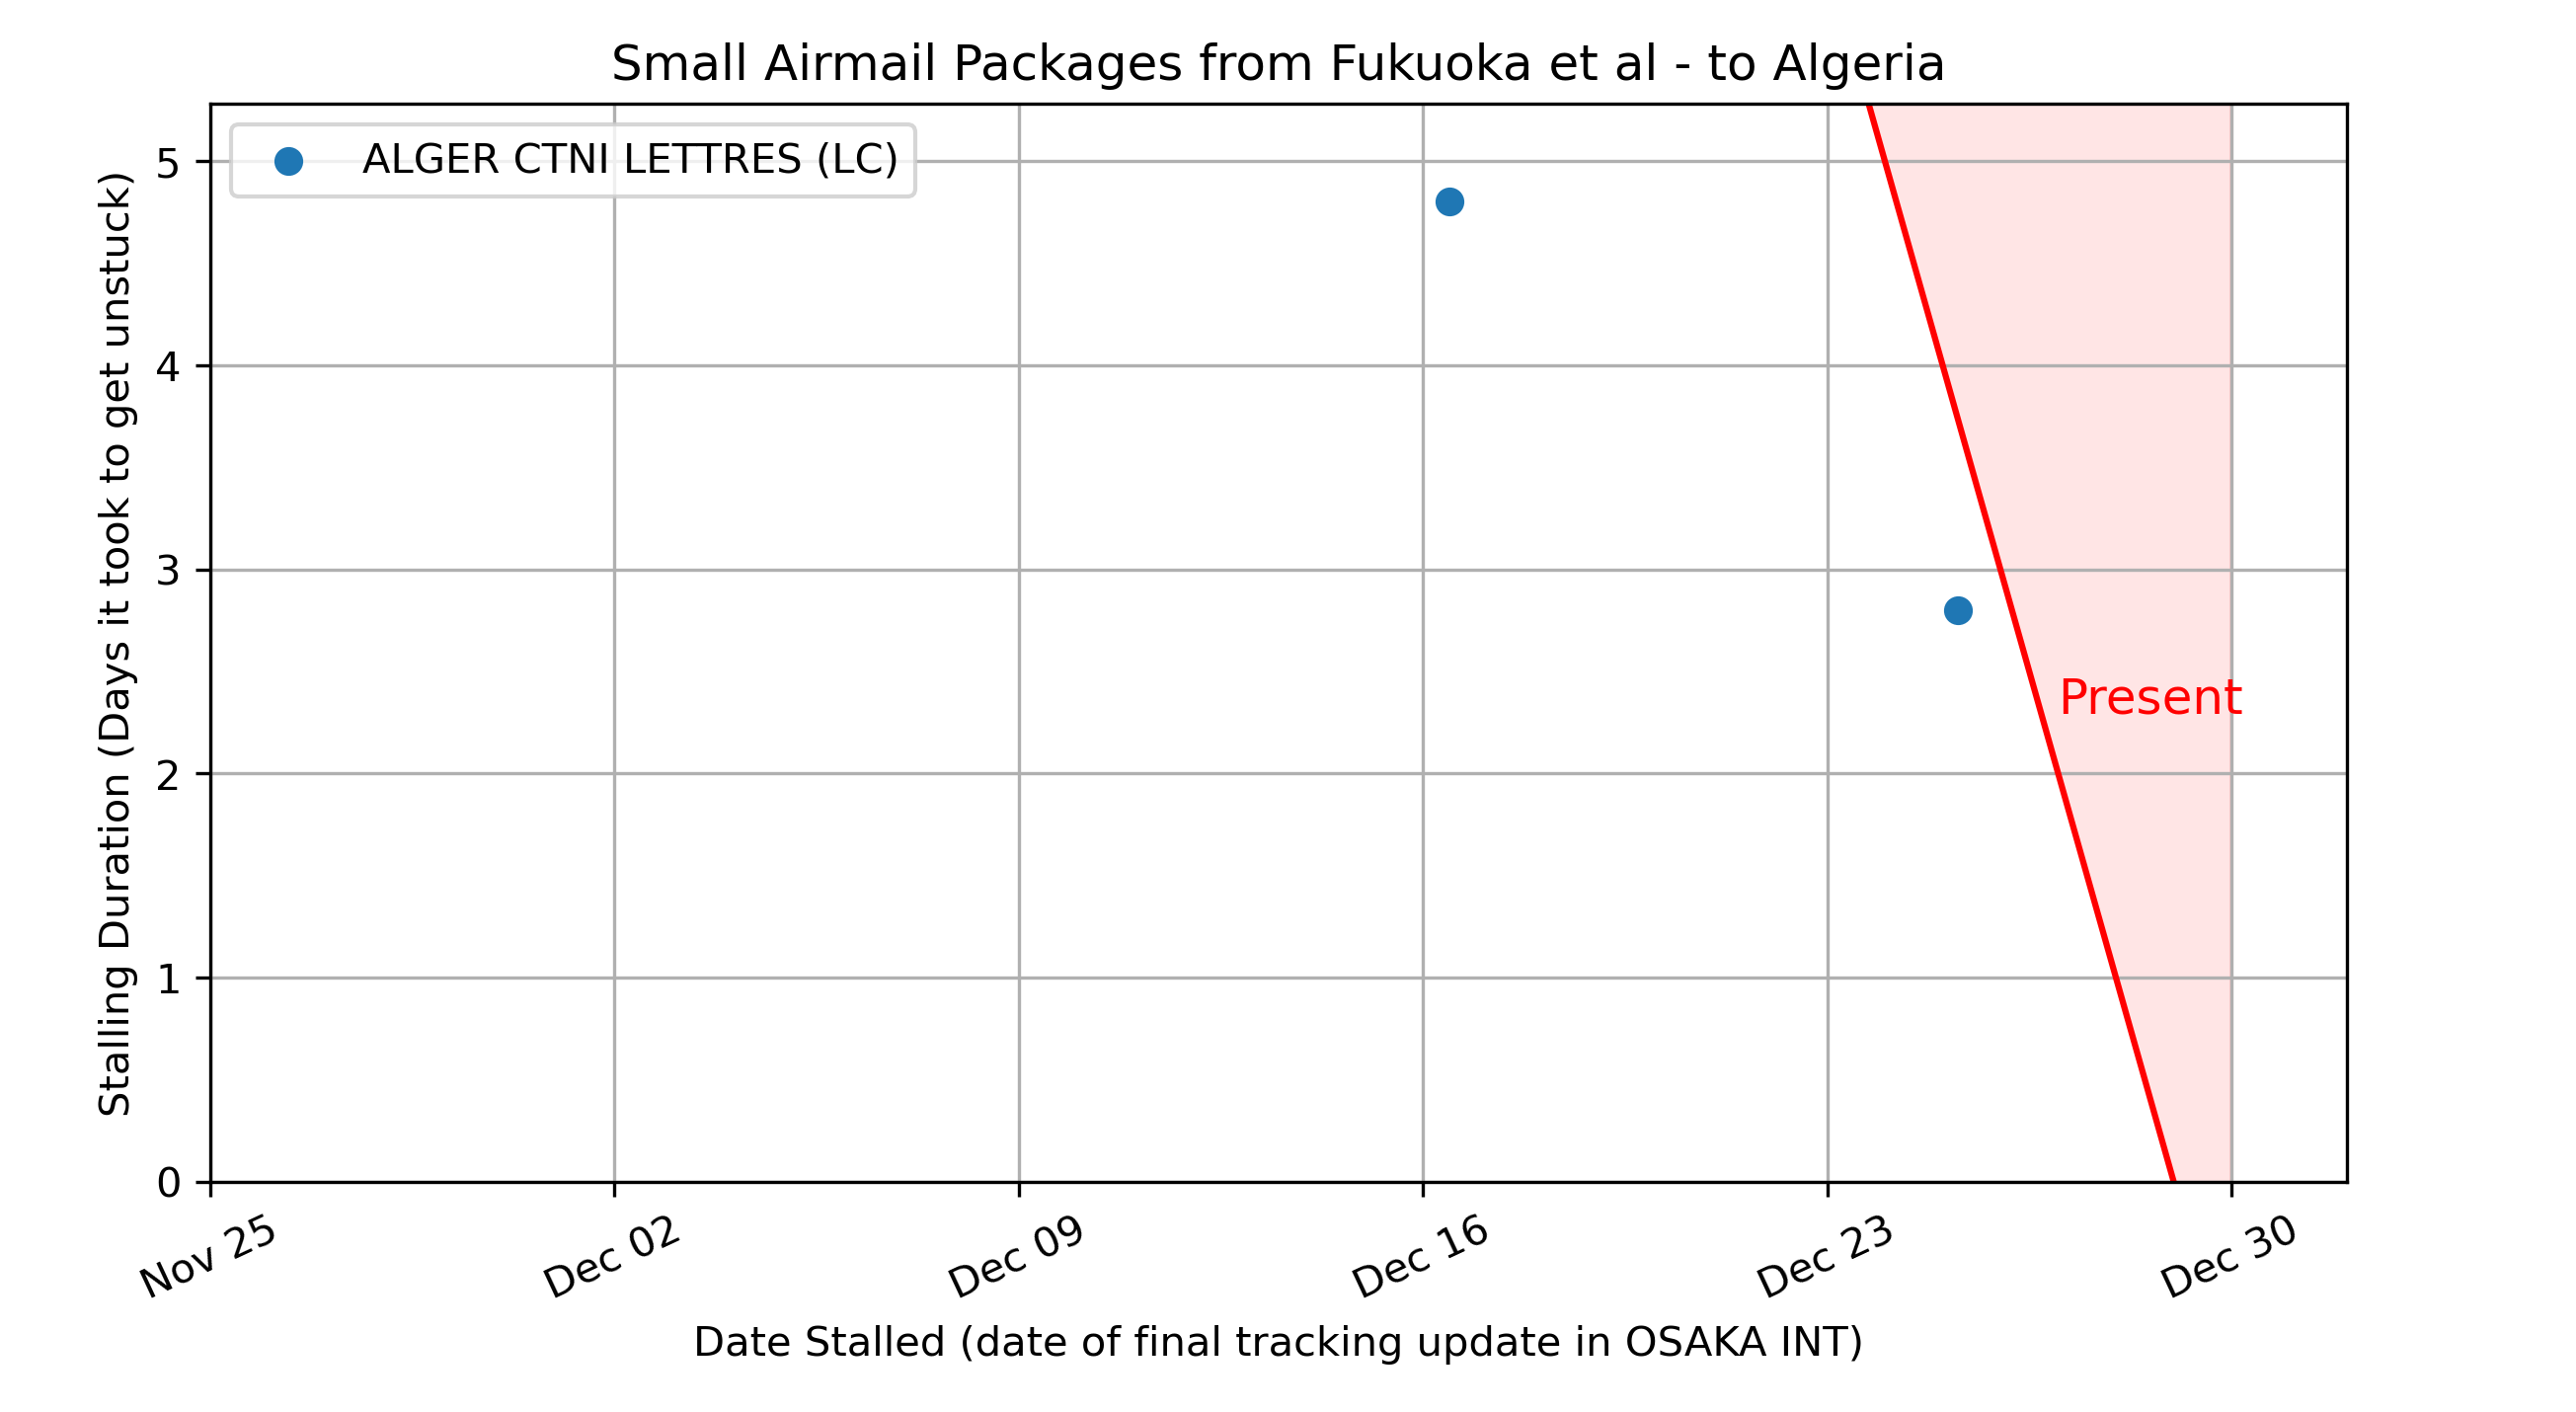 Small Airmail Packages from Fukuoka et al - to Algeria
ALGER CTNI LETTRES (LC)
Stalling Duration (Days it took to get unstuck)
5
4
3
2
1
0
Present
Nov 25
Dec 02
Dec 09
Dec 16
Dec 23
Dec 30
Date Stalled (date of final tracking update in OSAKA INT)